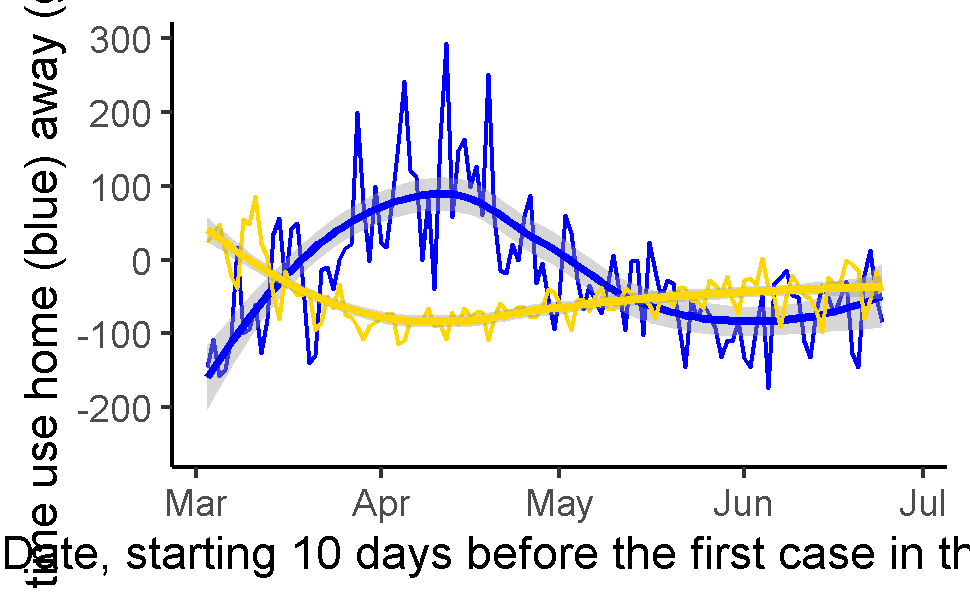 time use home (blue) away (
300
200
100
0
-100
-200
Mar Apr May Jun Jul
Date, starting 10 days before the first case in th